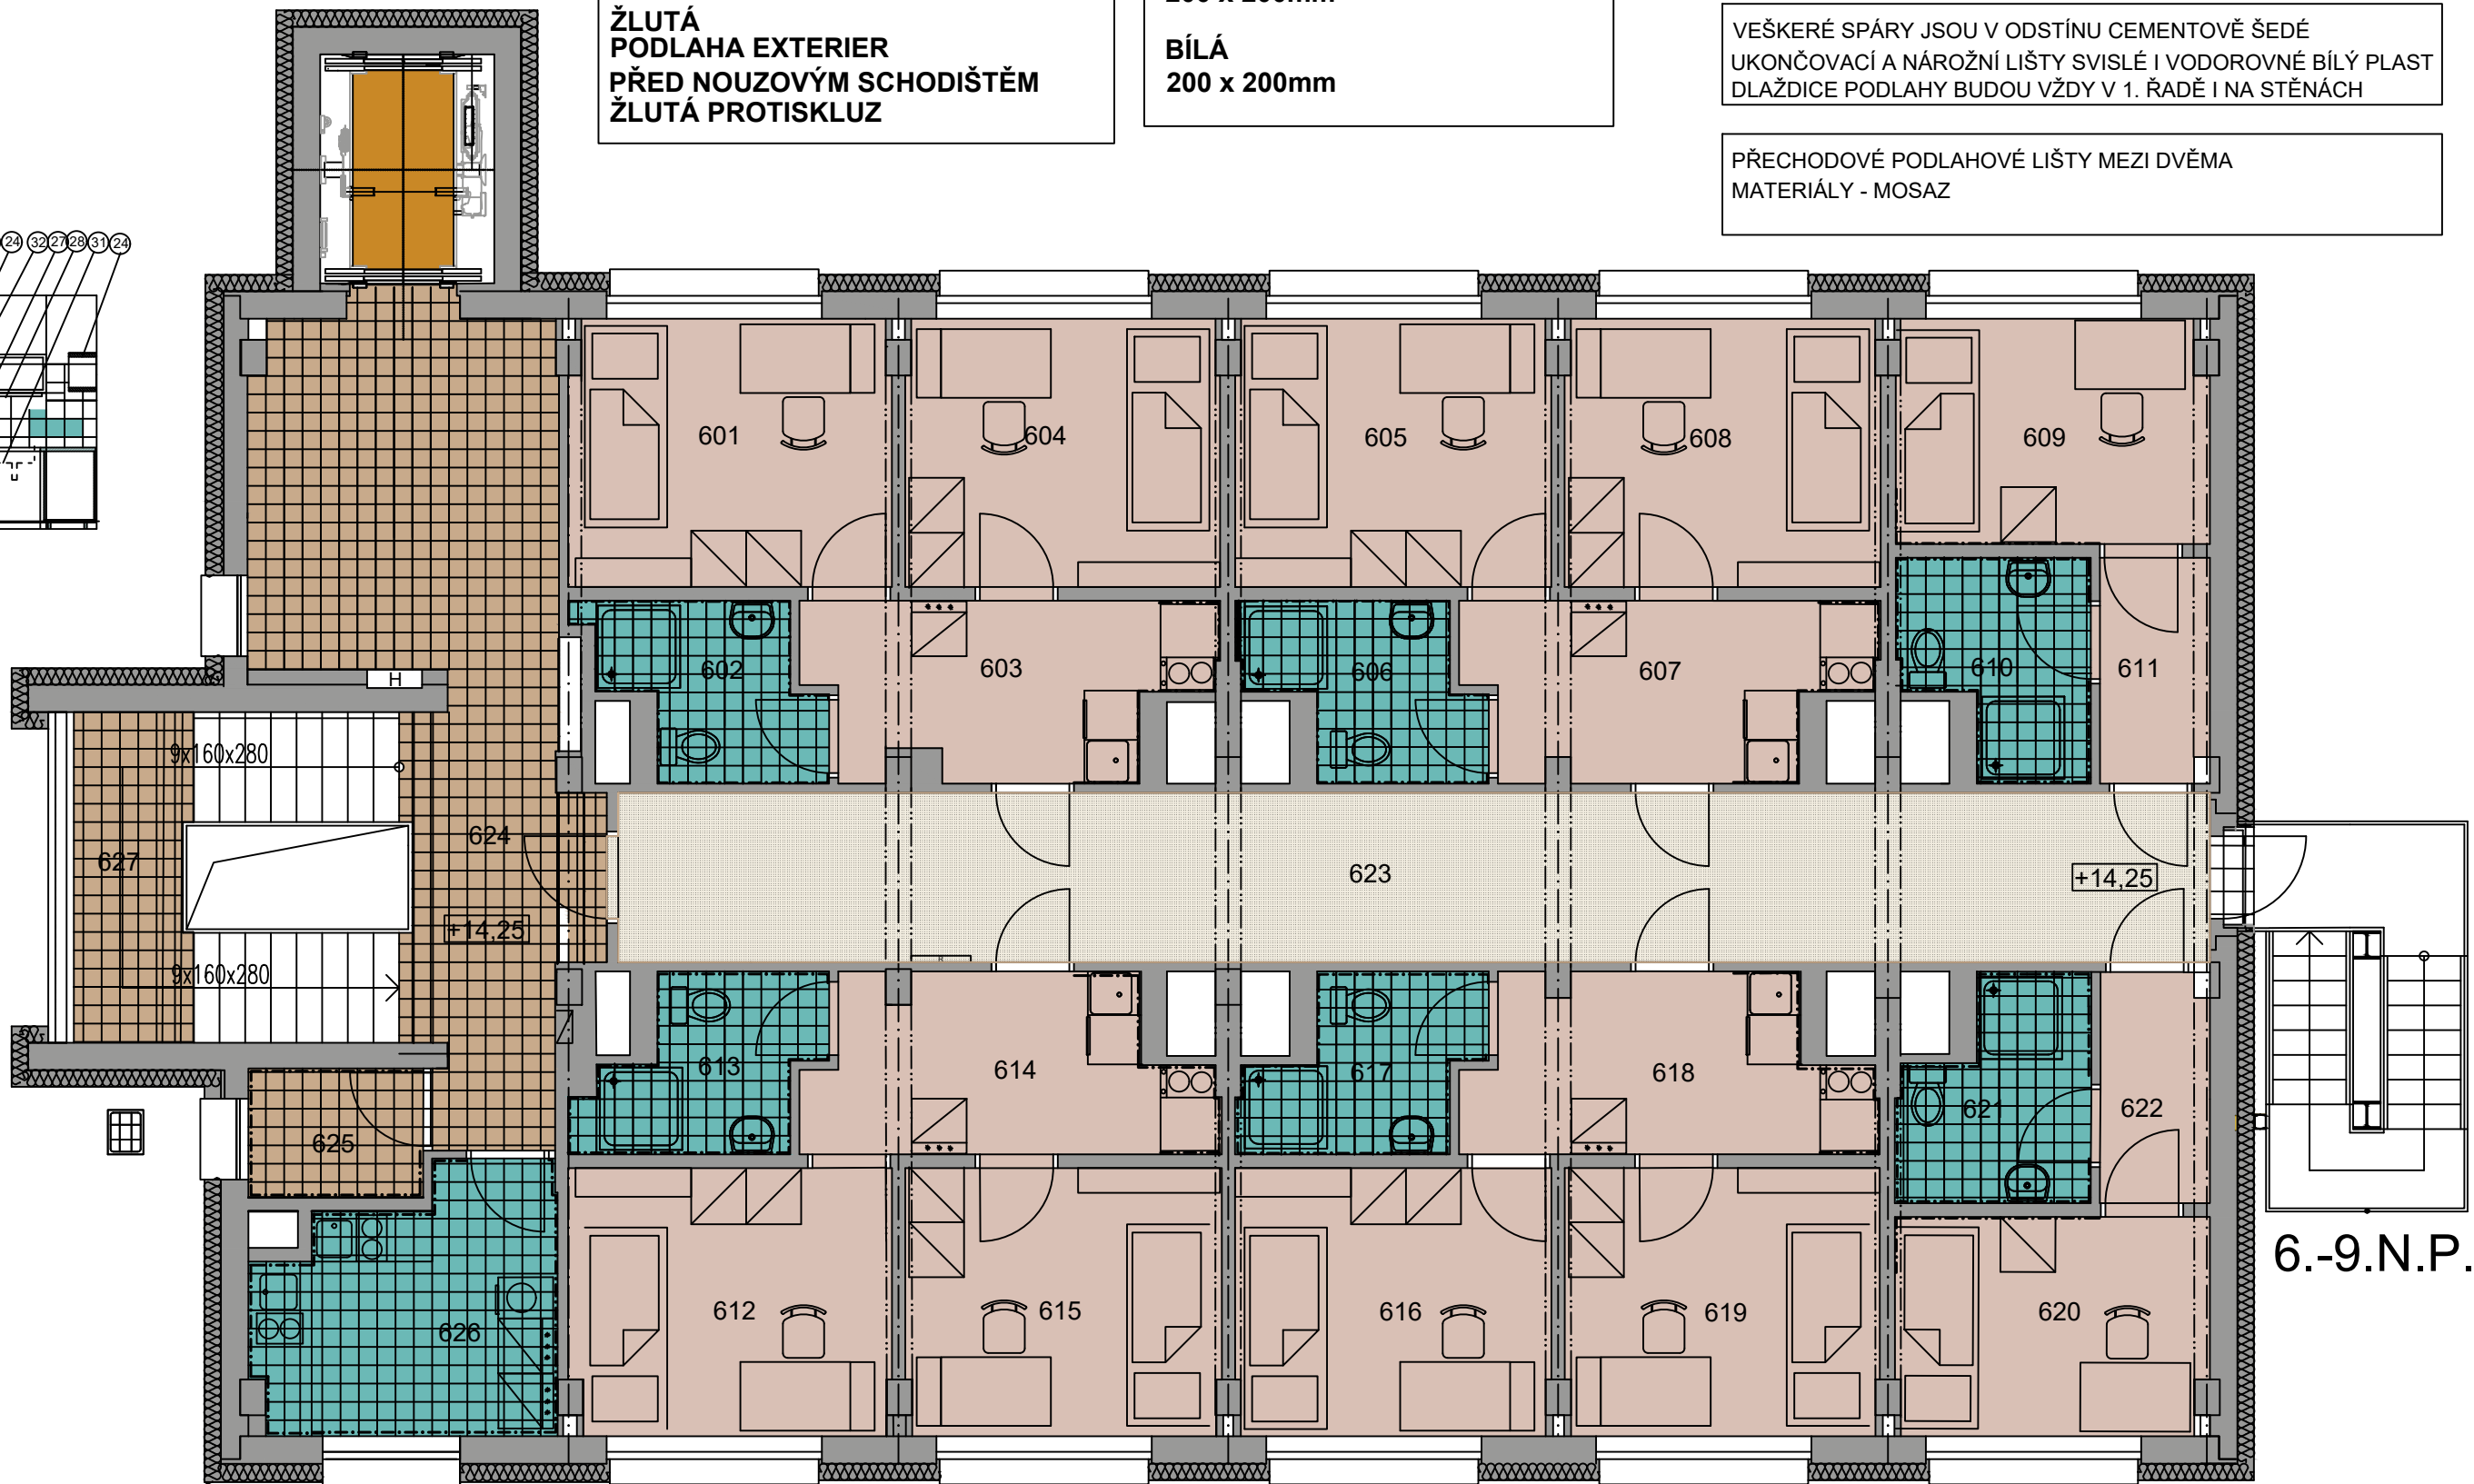 ŽLUTÁ
PODLAHA EXTERIER
PŘED NOUZOVÝM SCHODIŠTĚM
ŽLUTÁ PROTISKLUZ
200 x 200mm
BÍLÁ
200 x 200mm
VEŠKERÉ SPÁRY JSOU V ODSTÍNU CEMENTOVĚ ŠEDÉ
UKONČOVACÍ A NÁROŽNÍ LIŠTY SVISLÉ I VODOROVNÉ BÍLÝ PLAST
DLAŽDICE PODLAHY BUDOU VŽDY V 1. ŘADĚ I NA STĚNÁCH
PŘECHODOVÉ PODLAHOVÉ LIŠTY MEZI DVĚMA
MATERIÁLY - MOSAZ
24 32 27 28 31 24
601 604 605 608 609
602 603 606 607 610 611
H
9x160x280
624
627
623
+14,25
+14,25
9x160x280
613 614 617 618 621 622
625
612 615 616 619 620
626
6.-9.N.P.